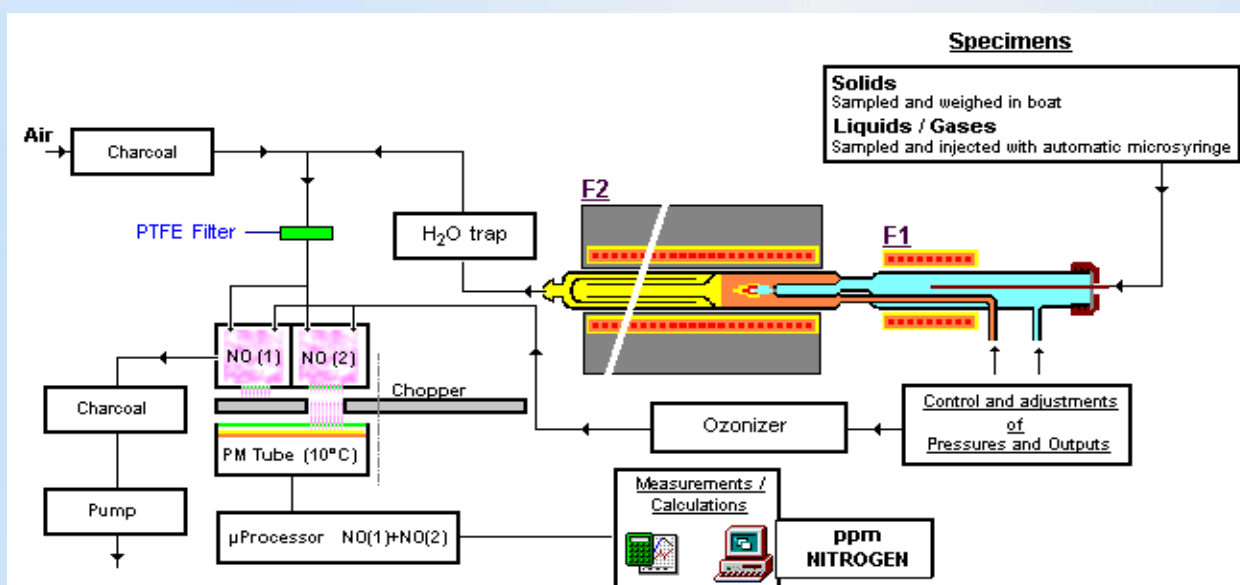 Specimens
Solids
Sampled and weighed in boat
Liquids / Gases
Sampled and injected with automatic microsyringe
Air
Charcoal
F2
PTFE Filter
H₂O trap
F1
NO (1)
NO (2)
Chopper
Charcoal
Ozonizer
Control and adjustments
of
Pressures and Outputs
PM Tube (10°C)
Measurements /
Calculations
Pump
µProcessor NO(1)+NO(2)
ppm
NITROGEN